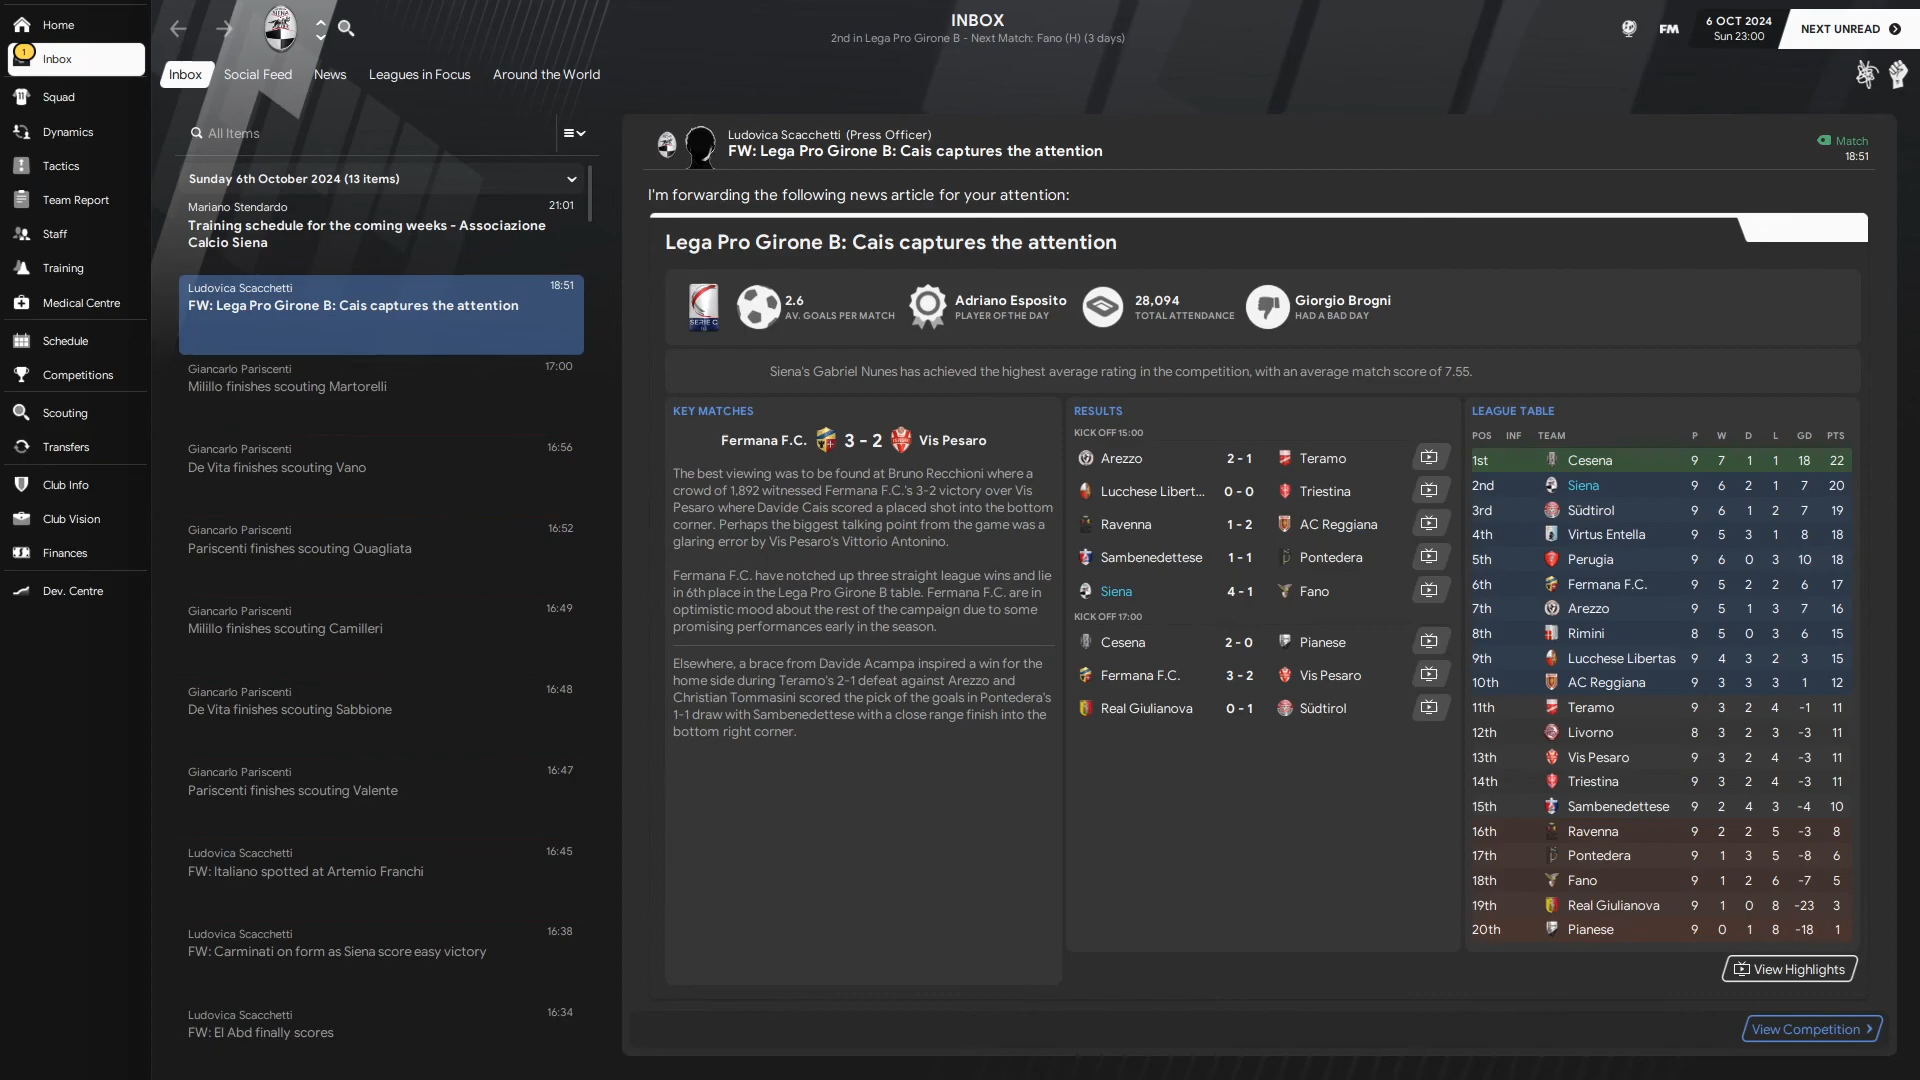 Home
Inbox
1
Squad
Dynamics
Tactics
Team Report
Staff
Training
Medical Centre
Schedule
Competitions
Scouting
Transfers
Club Info
Club Vision
Finances
Dev. Centre
INBOX
2nd in Lega Pro Girone B - Next Match: Fano (H) (3 days)
FM
6 OCT 2024
Sun 23:00
NEXT UNREAD
Inbox Social Feed News Leagues in Focus Around the World
All Items
Sunday 6th October 2024 (13 items)
Mariano Stendardo 21:01
Training schedule for the coming weeks - Associazione
Calcio Siena
Ludovica Scacchetti 18:51
FW: Lega Pro Girone B: Cais captures the attention
Giancarlo Pariscenti 17:00
Milillo finishes scouting Martorelli
Giancarlo Pariscenti 16:56
De Vita finishes scouting Vano
Giancarlo Pariscenti 16:52
Pariscenti finishes scouting Quagliata
Giancarlo Pariscenti 16:49
Milillo finishes scouting Camilleri
Giancarlo Pariscenti 16:48
De Vita finishes scouting Sabbione
Giancarlo Pariscenti 16:47
Pariscenti finishes scouting Valente
Ludovica Scacchetti 16:45
FW: Italiano spotted at Artemio Franchi
Ludovica Scacchetti 16:38
FW: Carminati on form as Siena score easy victory
Ludovica Scacchetti 16:34
FW: El Abd finally scores
Ludovica Scacchetti (Press Officer)
FW: Lega Pro Girone B: Cais captures the attention
Match
18:51
I'm forwarding the following news article for your attention:
Lega Pro Girone B: Cais captures the attention
SERIE C
2.6
AV. GOALS PER MATCH
Adriano Esposito
PLAYER OF THE DAY
28,094
TOTAL ATTENDANCE
Giorgio Brogni
HAD A BAD DAY
Siena's Gabriel Nunes has achieved the highest average rating in the competition, with an average match score of 7.55.
KEY MATCHES
Fermana F.C. 3 - 2 Vis Pesaro
The best viewing was to be found at Bruno Recchioni where a
crowd of 1,892 witnessed Fermana F.C.'s 3-2 victory over Vis
Pesaro where Davide Cais scored a placed shot into the bottom
corner. Perhaps the biggest talking point from the game was a
glaring error by Vis Pesaro's Vittorio Antonino.
Fermana F.C. have notched up three straight league wins and lie
in 6th place in the Lega Pro Girone B table. Fermana F.C. are in
optimistic mood about the rest of the campaign due to some
promising performances early in the season.
Elsewhere, a brace from Davide Acampa inspired a win for the
home side during Teramo's 2-1 defeat against Arezzo and
Christian Tommasini scored the pick of the goals in Pontedera's
1-1 draw with Sambenedettese with a close range finish into the
bottom right corner.
RESULTS
KICK OFF 15:00
Arezzo 2 - 1 Teramo
Lucchese Libert... 0 - 0 Triestina
Ravenna 1 - 2 AC Reggiana
Sambenedettese 1 - 1 Pontedera
Siena 4 - 1 Fano
KICK OFF 17:00
Cesena 2 - 0 Pianese
Fermana F.C. 3 - 2 Vis Pesaro
Real Giulianova 0 - 1 Südtirol
LEAGUE TABLE
POS INF TEAM P W D L GD PTS
1st Cesena 9 7 1 1 18 22
2nd Siena 9 6 2 1 7 20
3rd Südtirol 9 6 1 2 7 19
4th Virtus Entella 9 5 3 1 8 18
5th Perugia 9 6 0 3 10 18
6th Fermana F.C. 9 5 2 2 6 17
7th Arezzo 9 5 1 3 7 16
8th Rimini 8 5 0 3 6 15
9th Lucchese Libertas 9 4 3 2 3 15
10th AC Reggiana 9 3 3 3 1 12
11th Teramo 9 3 2 4 -1 11
12th Livorno 8 3 2 3 -3 11
13th Vis Pesaro 9 3 2 4 -3 11
14th Triestina 9 3 2 4 -3 11
15th Sambenedettese 9 2 4 3 -4 10
16th Ravenna 9 2 2 5 -3 8
17th Pontedera 9 1 3 5 -8 6
18th Fano 9 1 2 6 -7 5
19th Real Giulianova 9 1 0 8 -23 3
20th Pianese 9 0 1 8 -18 1
View Highlights
View Competition